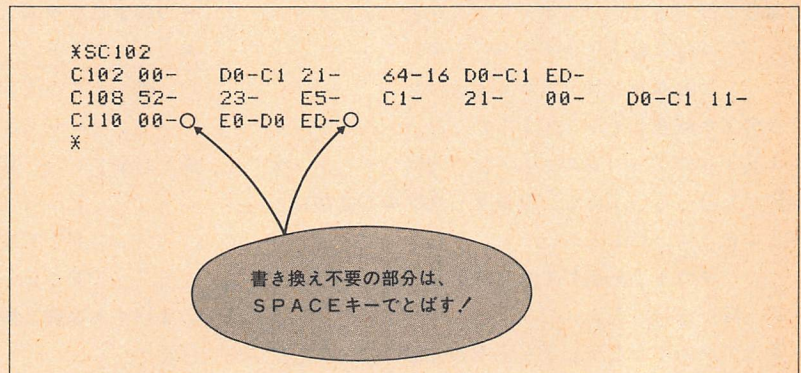 *SC102
C102 00- D0-C1 21- 64-16 D0-C1 ED-
C108 52- 23- E5- C1- 21- 00- D0-C1 11-
C110 00-○ E0-D0 ED-○
*
書き換え不要の部分は、
SPACEキーでとばす！